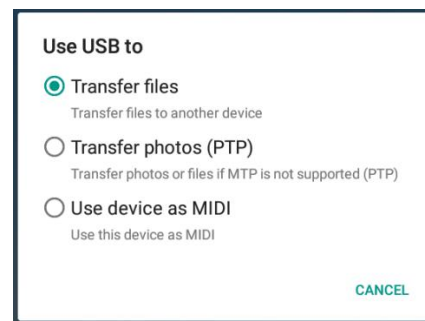 Use USB to
Transfer files
Transfer files to another device
Transfer photos (PTP)
Transfer photos or files if MTP is not supported (PTP)
Use device as MIDI
Use this device as MIDI
CANCEL